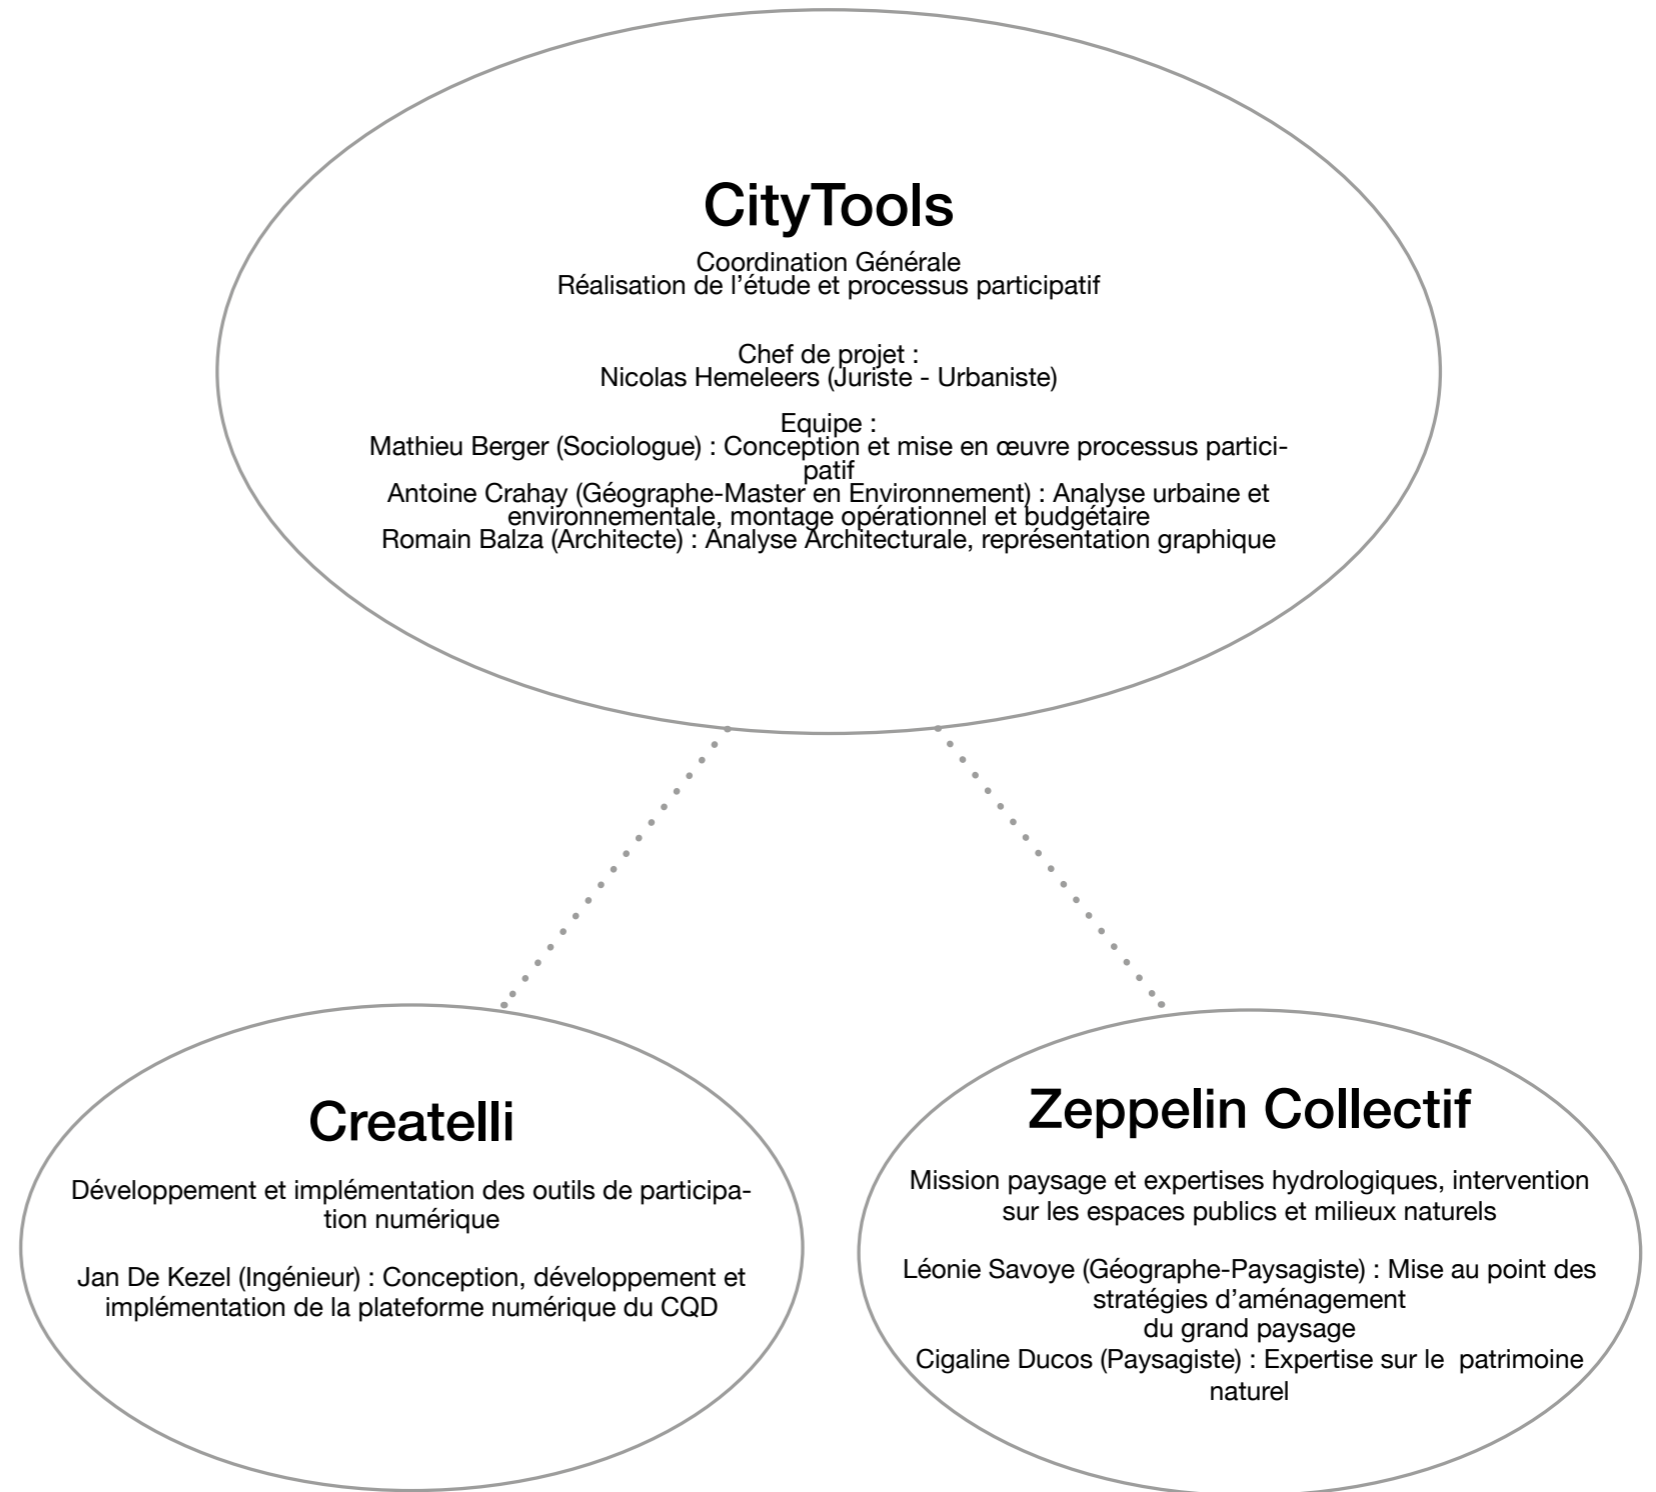 CityTools
Coordination Générale
Réalisation de l'étude et processus participatif
Chef de projet :
Nicolas Hemeleers (Juriste - Urbaniste)
Equipe :
Mathieu Berger (Sociologue) : Conception et mise en œuvre processus partici-
patif
Antoine Crahay (Géographe-Master en Environnement) : Analyse urbaine et
environnementale, montage opérationnel et budgétaire
Romain Balza (Architecte) : Analyse Architecturale, représentation graphique
Createlli
Développement et implémentation des outils de participa-
tion numérique
Jan De Kezel (Ingénieur) : Conception, développement et
implémentation de la plateforme numérique du CQD
Zeppelin Collectif
Mission paysage et expertises hydrologiques, intervention
sur les espaces publics et milieux naturels
Léonie Savoye (Géographe-Paysagiste) : Mise au point des
stratégies d'aménagement
du grand paysage
Cigaline Ducos (Paysagiste) : Expertise sur le  patrimoine
naturel